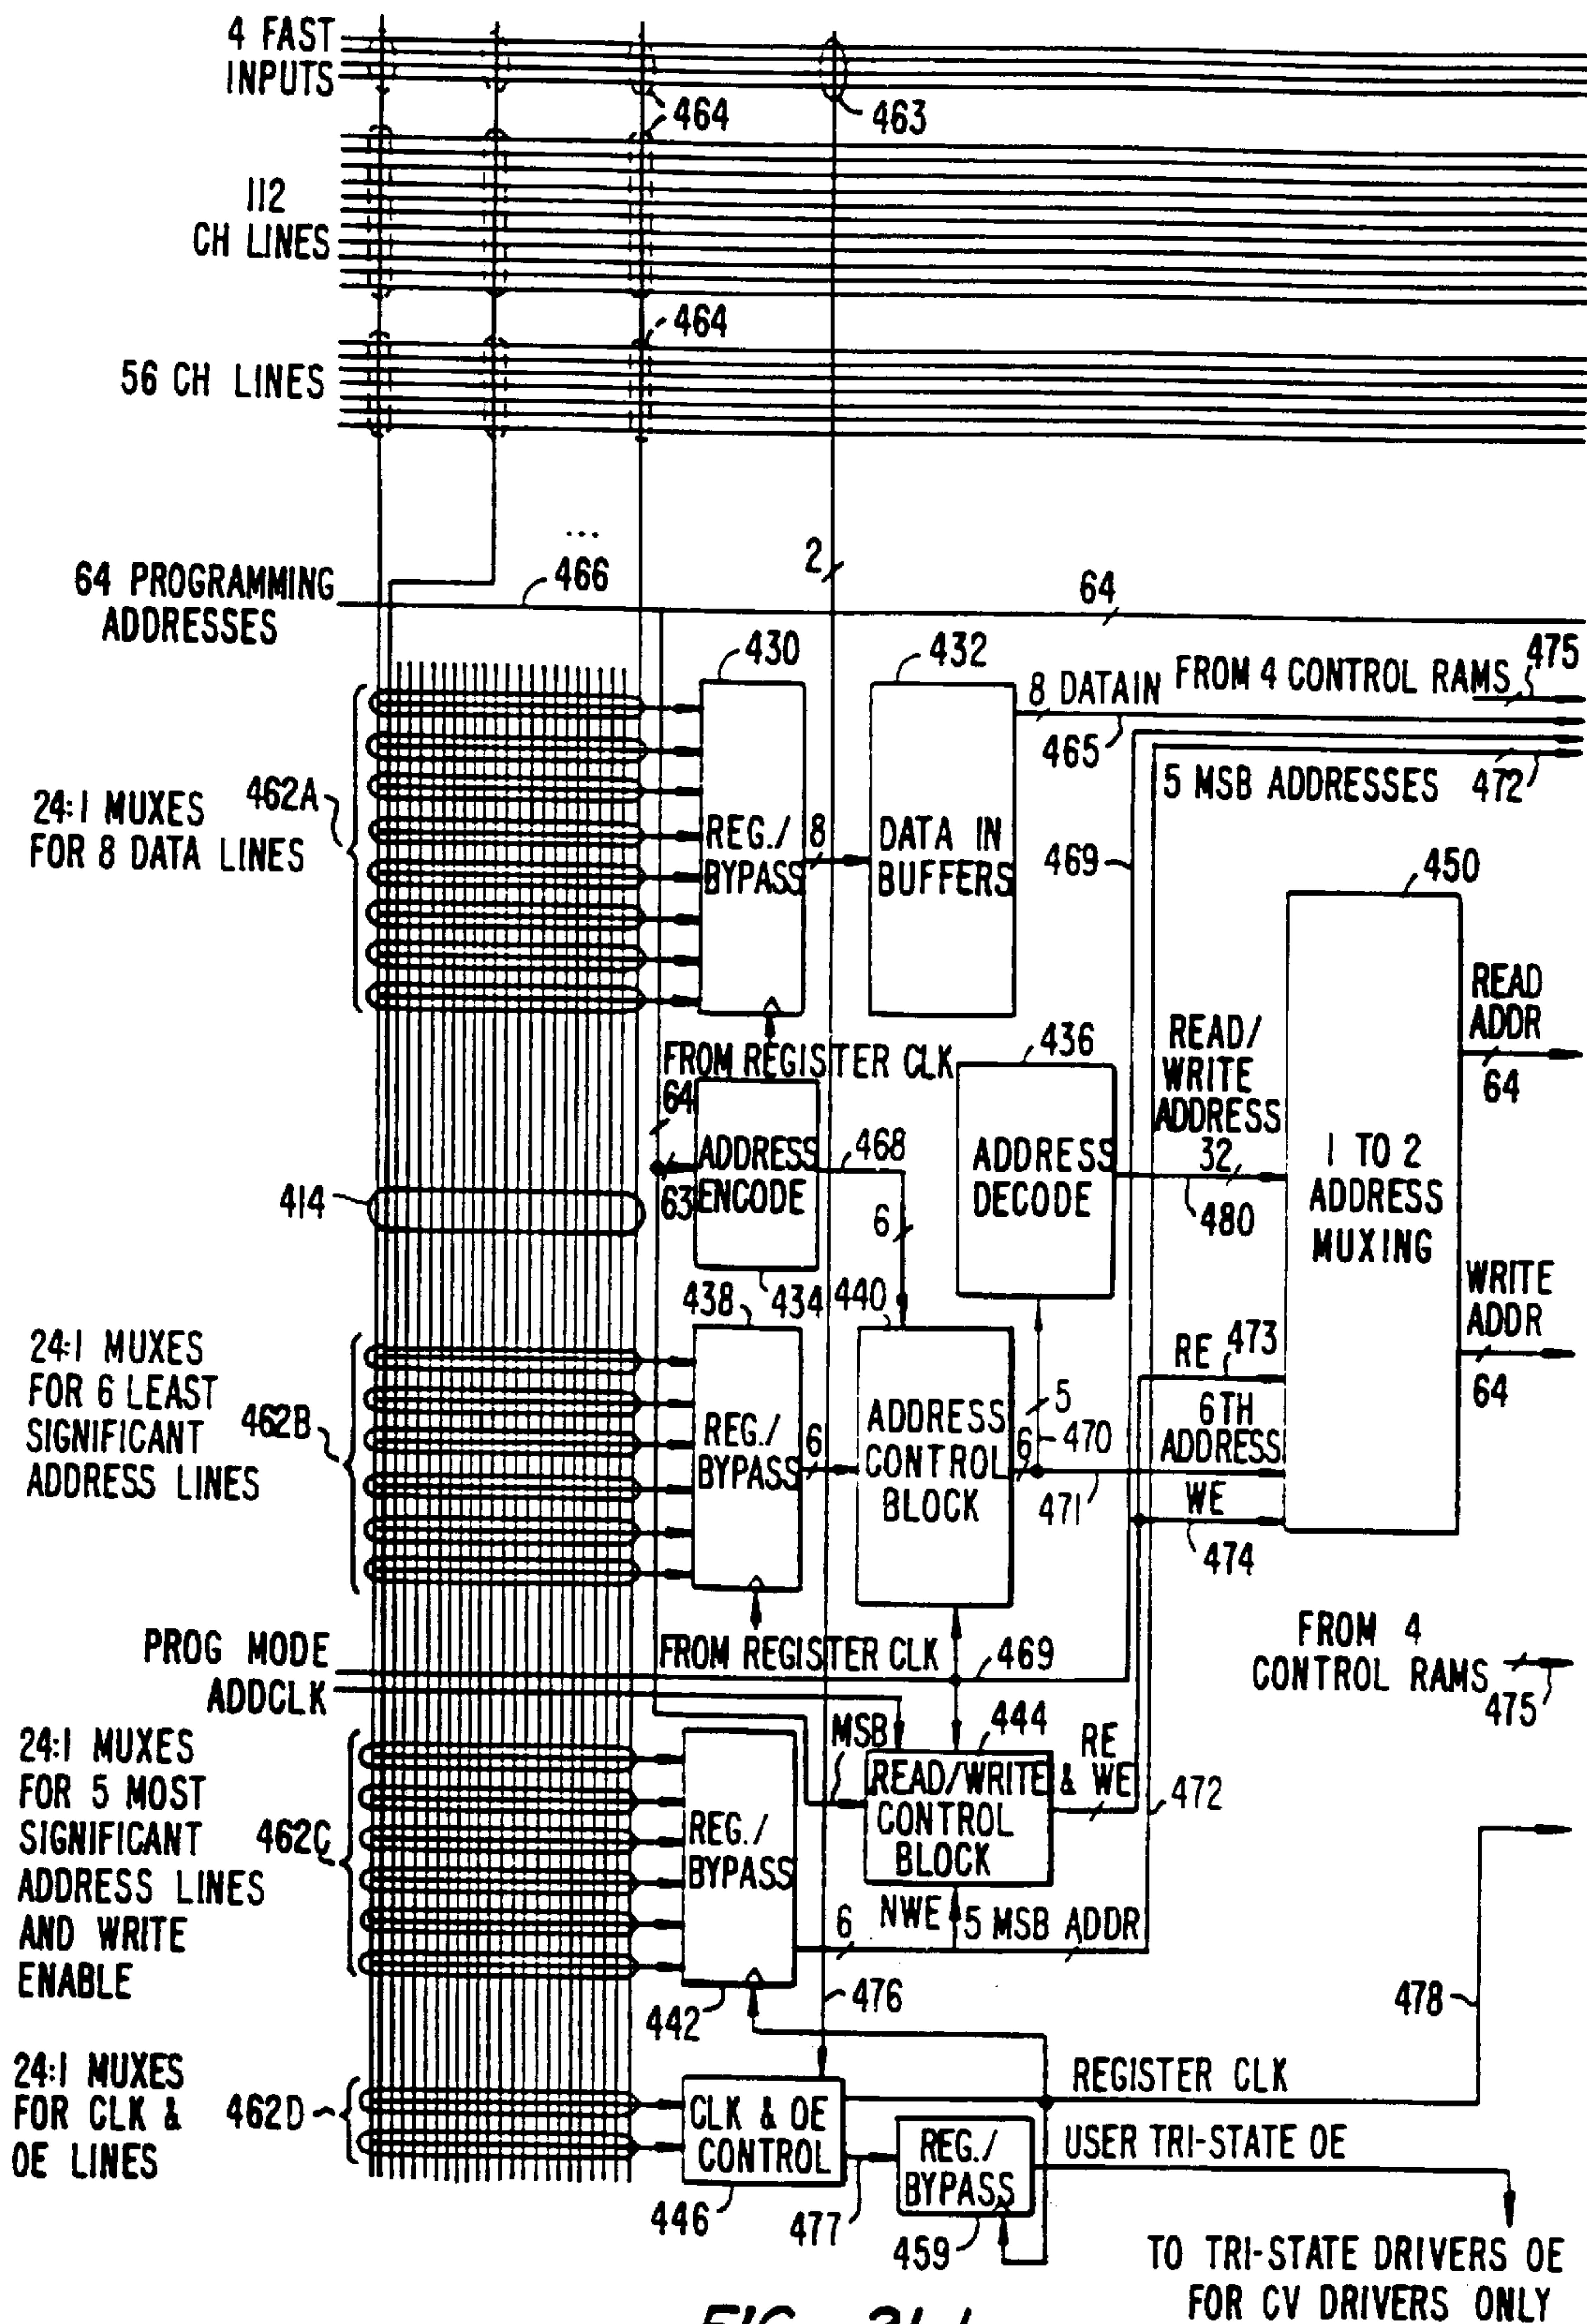 4 FAST
INPUTS
464
463
112
CH LINES
464
56 CH LINES
...
2
64 PROGRAMMING
ADDRESSES
466
64
430
432
475
FROM 4 CONTROL RAMS
8 DATAIN
465
5 MSB ADDRESSES
472
24:1 MUXES
FOR 8 DATA LINES
462A
REG./
BYPASS
8
DATA IN
BUFFERS
469
450
FROM REGISTER CLK
436
READ/
WRITE
ADDRESS
READ
ADDR
64
64
63
ADDRESS
ENCODE
468
6
ADDRESS
DECODE
32
480
1 TO 2
ADDRESS
MUXING
414
438
434
440
WRITE
ADDR
64
24:1 MUXES
FOR 6 LEAST
SIGNIFICANT
ADDRESS LINES
462B
REG./
BYPASS
6
ADDRESS
CONTROL
BLOCK
5
6
470
471
RE
473
6TH
ADDRESS
WE
474
PROG MODE
ADDCLK
FROM REGISTER CLK
469
FROM 4
CONTROL RAMS
475
24:1 MUXES
FOR 5 MOST
SIGNIFICANT
ADDRESS LINES
AND WRITE
ENABLE
462C
REG./
BYPASS
MSB
444
READ/WRITE
CONTROL
BLOCK
RE
& WE
472
6
NWE
5 MSB ADDR
442
476
478
24:1 MUXES
FOR CLK &
OE LINES
462D
CLK & OE
CONTROL
REGISTER CLK
REG./
BYPASS
USER TRI-STATE OE
446
477
459
TO TRI-STATE DRIVERS OE
FOR CV DRIVERS ONLY